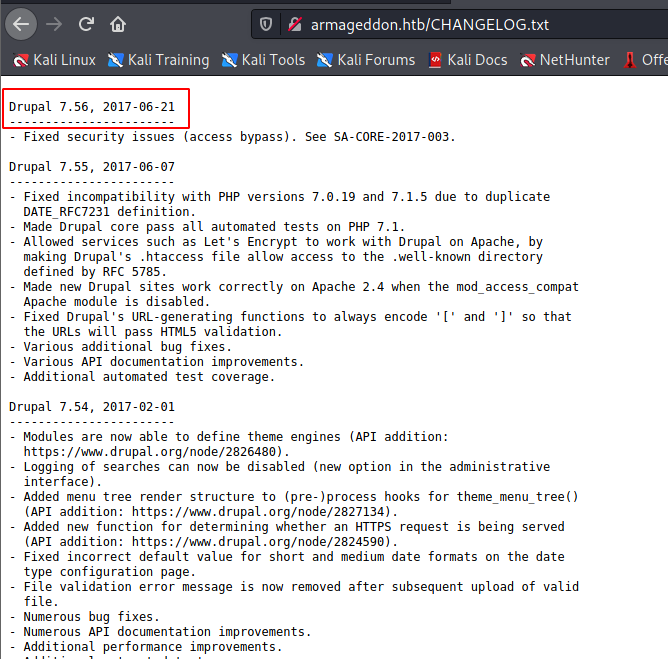 armageddon.htb/CHANGELOG.txt
Kali Linux Kali Training Kali Tools Kali Forums Kali Docs NetHunter Offe
Drupal 7.56, 2017-06-21
-----------------------
- Fixed security issues (access bypass). See SA-CORE-2017-003.
Drupal 7.55, 2017-06-07
-----------------------
- Fixed incompatibility with PHP versions 7.0.19 and 7.1.5 due to duplicate
DATE_RFC7231 definition.
- Made Drupal core pass all automated tests on PHP 7.1.
- Allowed services such as Let's Encrypt to work with Drupal on Apache, by
making Drupal's .htaccess file allow access to the .well-known directory
defined by RFC 5785.
- Made new Drupal sites work correctly on Apache 2.4 when the mod_access_compat
Apache module is disabled.
- Fixed Drupal's URL-generating functions to always encode '[' and ']' so that
the URLs will pass HTML5 validation.
- Various additional bug fixes.
- Various API documentation improvements.
- Additional automated test coverage.
Drupal 7.54, 2017-02-01
-----------------------
- Modules are now able to define theme engines (API addition:
https://www.drupal.org/node/2826480).
- Logging of searches can now be disabled (new option in the administrative
interface).
- Added menu tree render structure to (pre-)process hooks for theme_menu_tree()
(API addition: https://www.drupal.org/node/2827134).
- Added new function for determining whether an HTTPS request is being served
(API addition: https://www.drupal.org/node/2824590).
- Fixed incorrect default value for short and medium date formats on the date
type configuration page.
- File validation error message is now removed after subsequent upload of valid
file.
- Numerous bug fixes.
- Numerous API documentation improvements.
- Additional performance improvements.